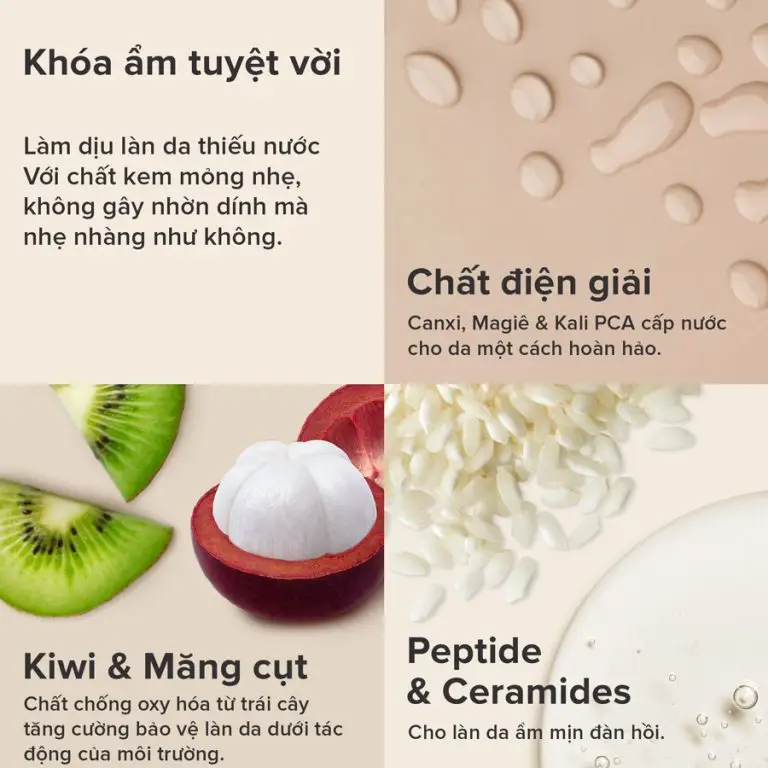 Khóa ẩm tuyệt vời
Làm dịu làn da thiếu nước
Với chất kem mỏng nhẹ,
không gây nhờn dính mà
nhẹ nhàng như không.
Chất điện giải
Canxi, Magiê & Kali PCA cấp nước
cho da một cách hoàn hảo.
Kiwi & Măng cụt
Chất chống oxy hóa từ trái cây
tăng cường bảo vệ làn da dưới tác
động của môi trường.
Peptide
& Ceramides
Cho làn da ẩm mịn đàn hồi.